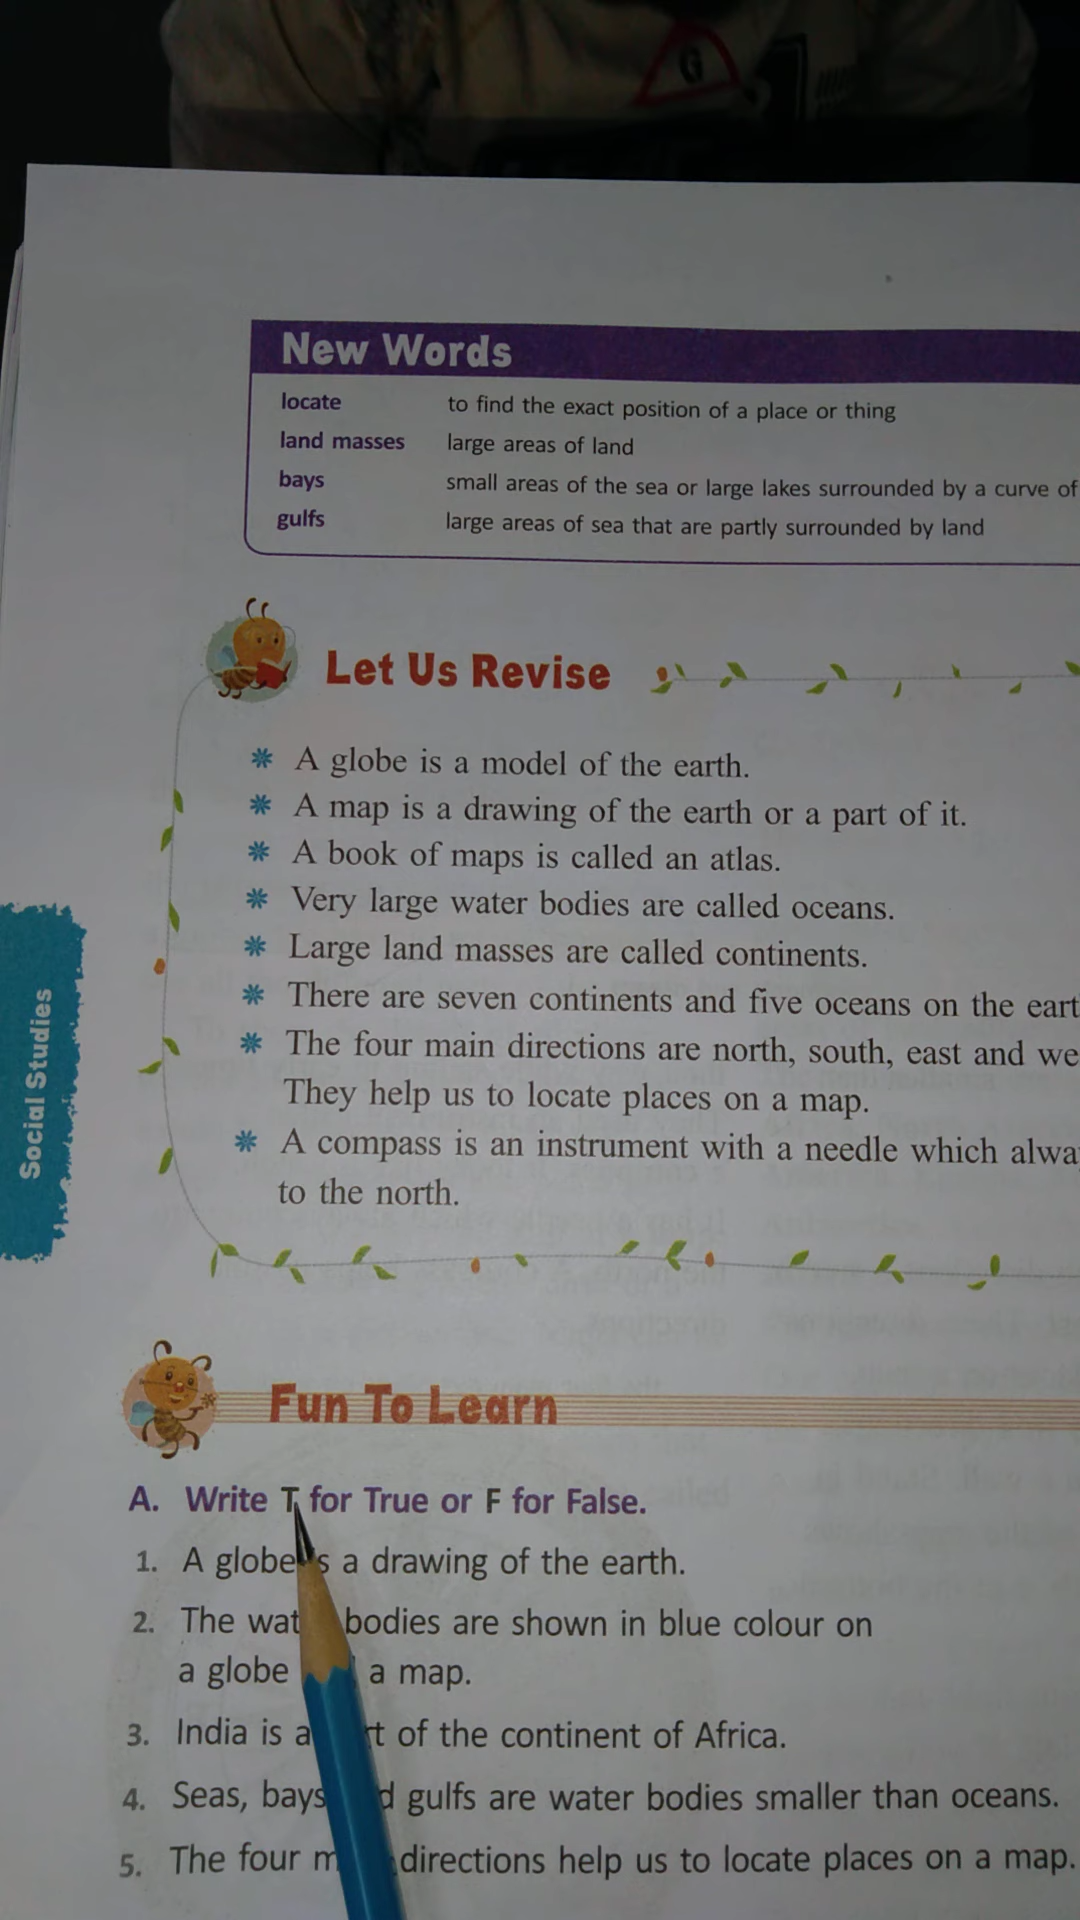 G
New Words
locate to find the exact position of a place or thing
land masses large areas of land
bays small areas of the sea or large lakes surrounded by a curve of
gulfs large areas of sea that are partly surrounded by land
Let Us Revise
A globe is a model of the earth.
A map is a drawing of the earth or a part of it.
A book of maps is called an atlas.
Very large water bodies are called oceans.
Large land masses are called continents.
There are seven continents and five oceans on the eart
The four main directions are north, south, east and we
They help us to locate places on a map.
A compass is an instrument with a needle which alwa
to the north.
Social Studies
Fun To Learn
A. Write T for True or F for False.
1. A globe s a drawing of the earth.
2. The wat bodies are shown in blue colour on
a globe a map.
3. India is a rt of the continent of Africa.
4. Seas, bays d gulfs are water bodies smaller than oceans.
5. The four m directions help us to locate places on a map.